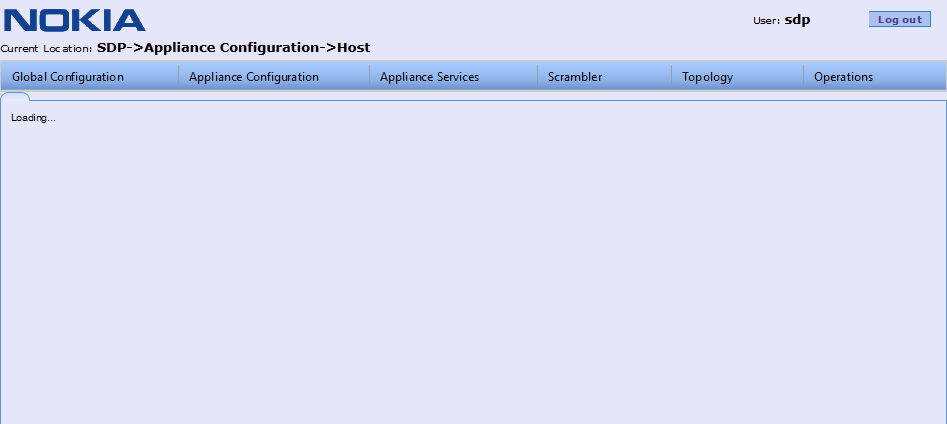 NOKIA
User: sdp
Log out
Current Location: SDP->Appliance Configuration->Host
Global Configuration
Appliance Configuration
Appliance Services
Scrambler
Topology
Operations
Loading...